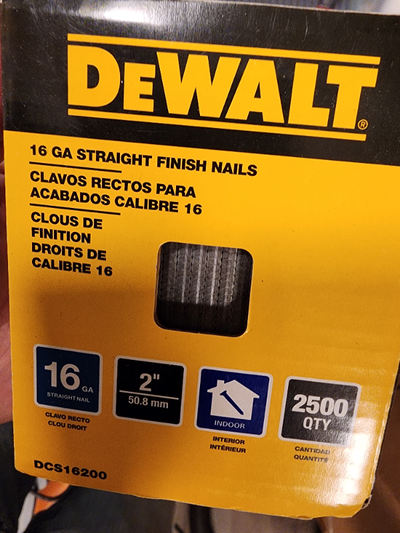 DEWALT®
16 GA STRAIGHT FINISH NAILS
CLAVOS RECTOS PARA
ACABADOS CALIBRE 16
CLOUS DE
FINITION
DROITS DE
CALIBRE 16
16 GA
STRAIGHT NAIL
CLAVO RECTO
CLOU DROIT
2"
50.8 mm
INDOOR
INTERIOR
INTÉRIEUR
2500
QTY
CANTIDAD
QUANTITÉ
DCS16200